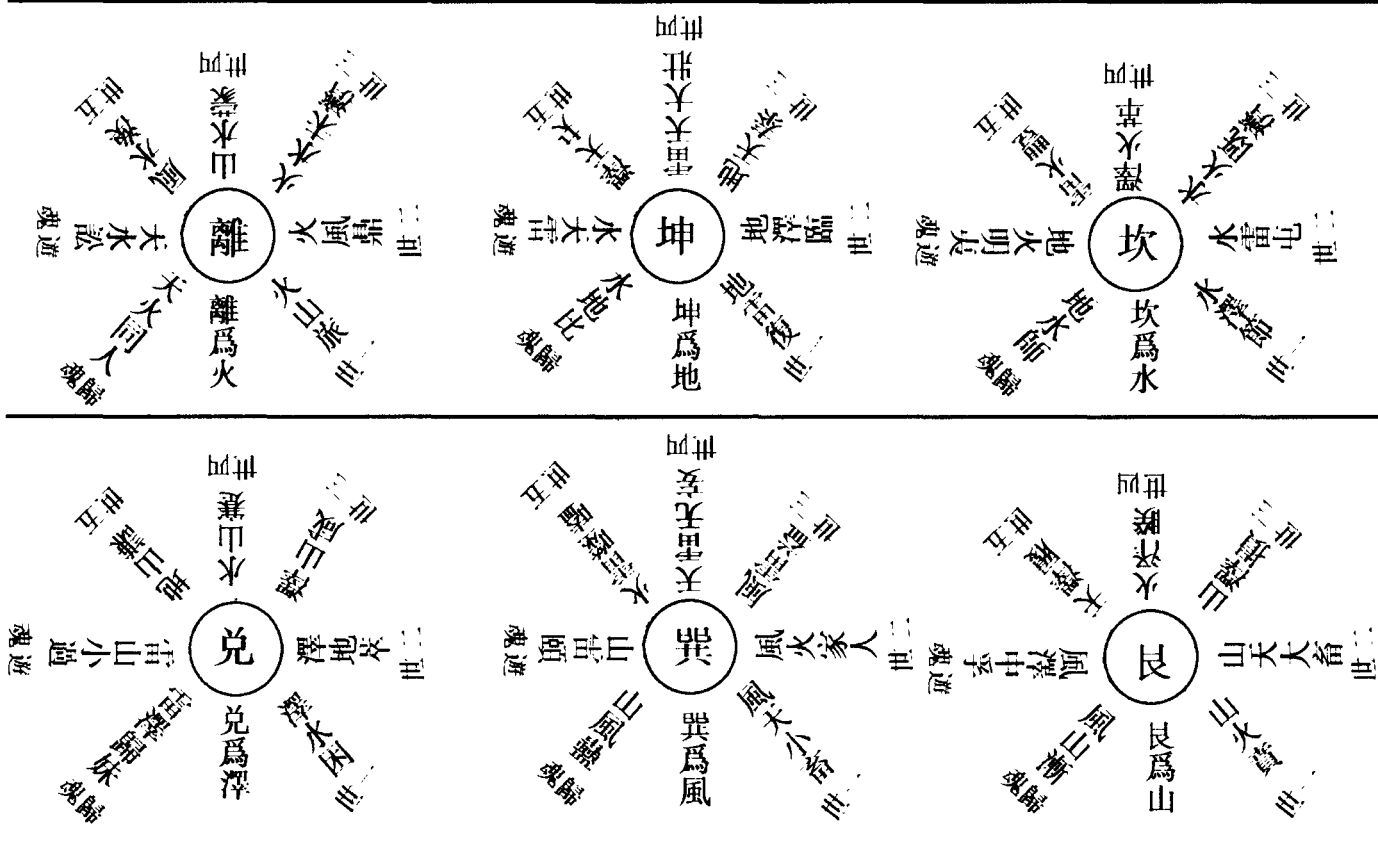 坎
坎爲水
水澤節
一世
水雷屯
二世
水火既濟
三世
澤火革
四世
雷火豐
五世
地火明夷
遊魂
地水師
歸魂
坤
坤爲地
地雷復
一世
地澤臨
二世
地天泰
三世
雷天大壯
四世
澤天夬
五世
水天需
遊魂
水地比
歸魂
離
離爲火
火山旅
一世
火風鼎
二世
火水未濟
三世
山水蒙
四世
風水渙
五世
天水訟
遊魂
天火同人
歸魂
艮
艮爲山
山火賁
一世
山天大畜
二世
山澤損
三世
火澤睽
四世
天澤履
五世
風澤中孚
遊魂
風山漸
歸魂
巽
巽爲風
風天小畜
一世
風火家人
二世
風雷益
三世
天雷无妄
四世
火雷噬嗑
五世
山雷頤
遊魂
山風蠱
歸魂
兑
兑爲澤
澤水困
一世
澤地萃
二世
澤山咸
三世
水山蹇
四世
地山謙
五世
雷山小過
遊魂
雷澤歸妹
歸魂